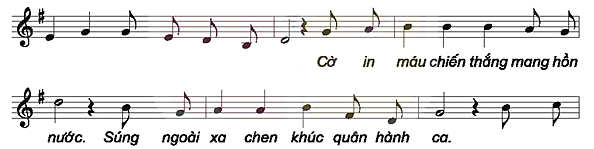 Cờ in máu chiến thắng mang hồn
nước. Súng ngoài xa chen khúc quân hành ca.